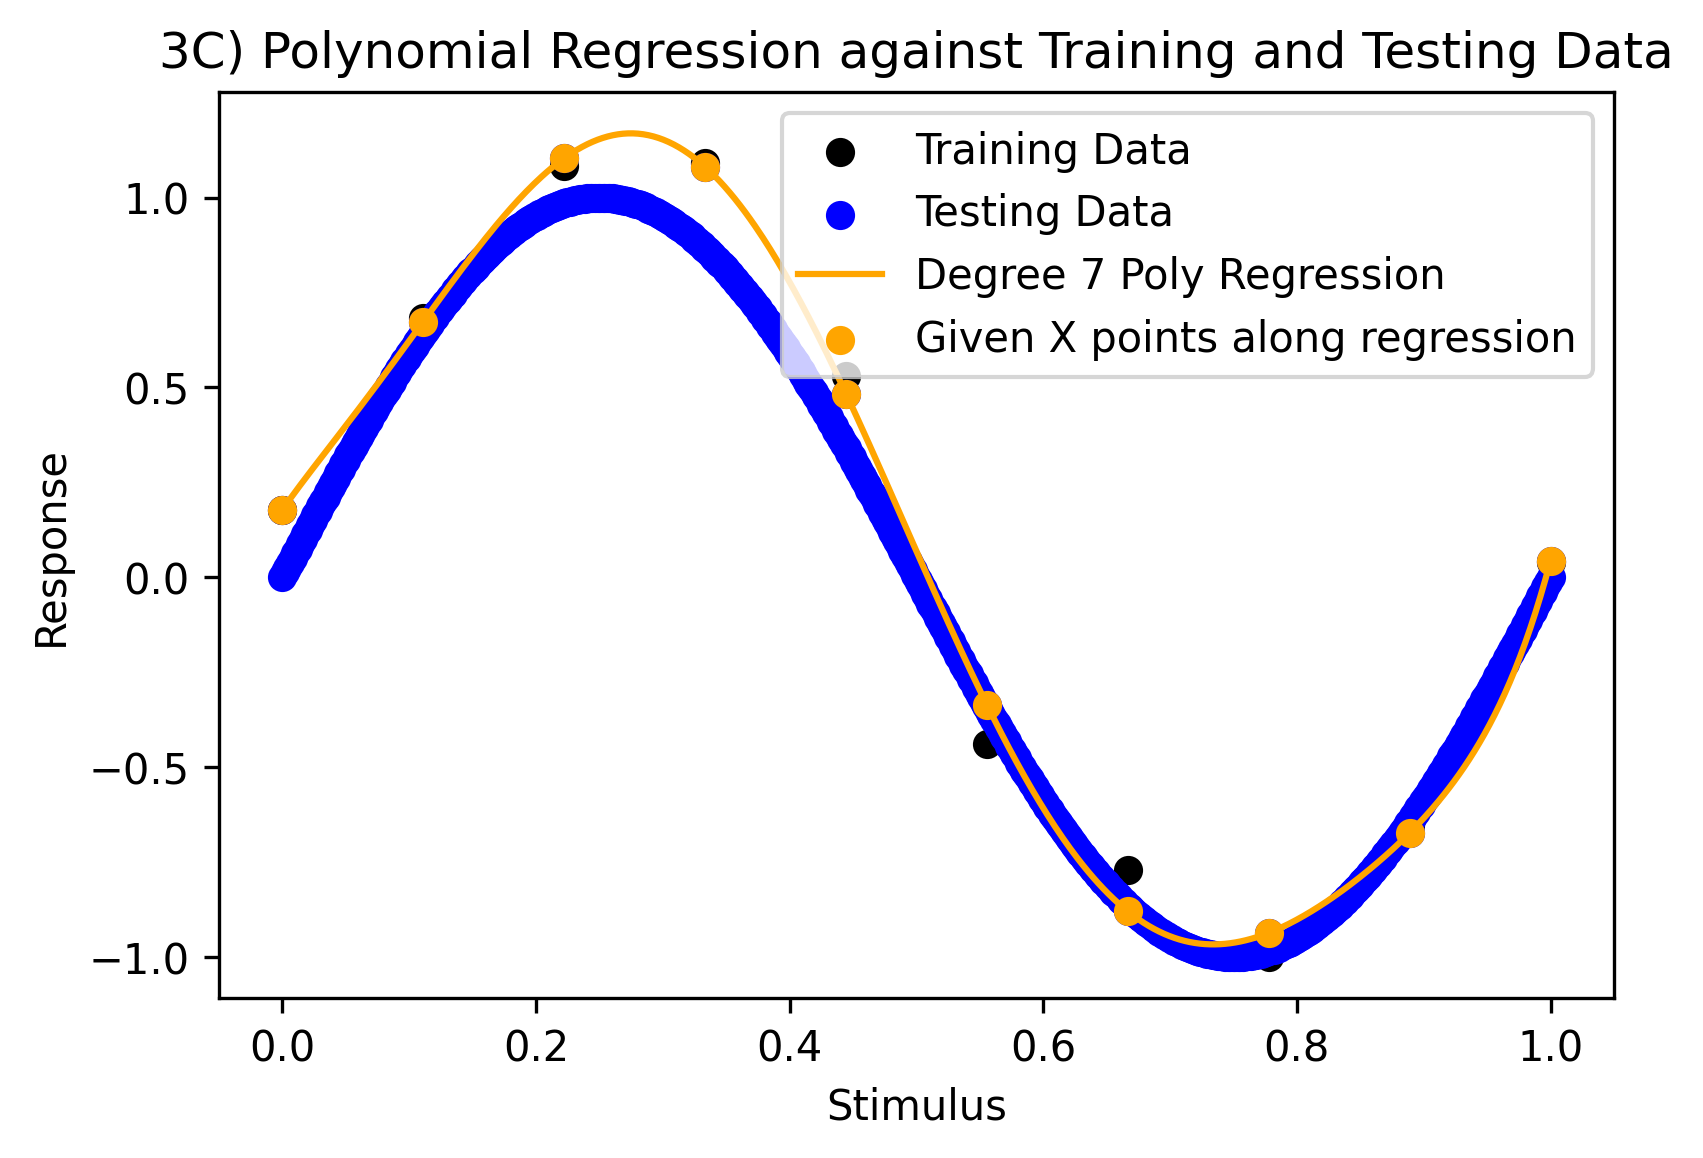 3C) Polynomial Regression against Training and Testing Data
Training Data
Testing Data
Degree 7 Poly Regression
Given X points along regression
1.0
0.5
0.0
−0.5
−1.0
Response
0.0 0.2 0.4 0.6 0.8 1.0
Stimulus